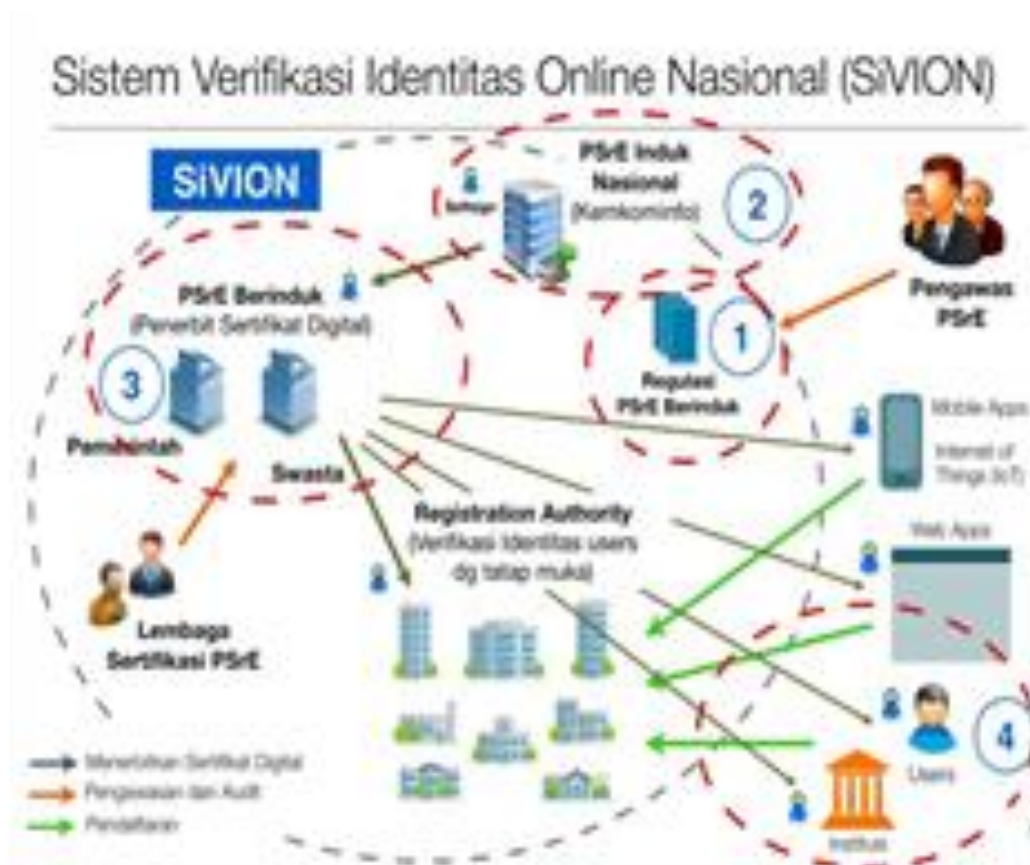 Sistem Verifikasi Identitas Online Nasional (SiVION)
SiVION
PSrE Induk
Nasional
(Kemkominfo)
2
Pengawas
PSrE
PSrE Berinduk
(Penerbit Sertifikat Digital)
1
Regulasi
PSrE Berinduk
3
Pemerintah
Swasta
Mobile Apps
Internet of
Things (IoT)
Registration Authority
(Verifikasi Identitas users
dg tatap muka)
Web Apps
Lembaga
Sertifikasi PSrE
4
Users
Institusi
Menerbitkan Sertifikat Digital
Pengawasan dan Audit
Pendaftaran